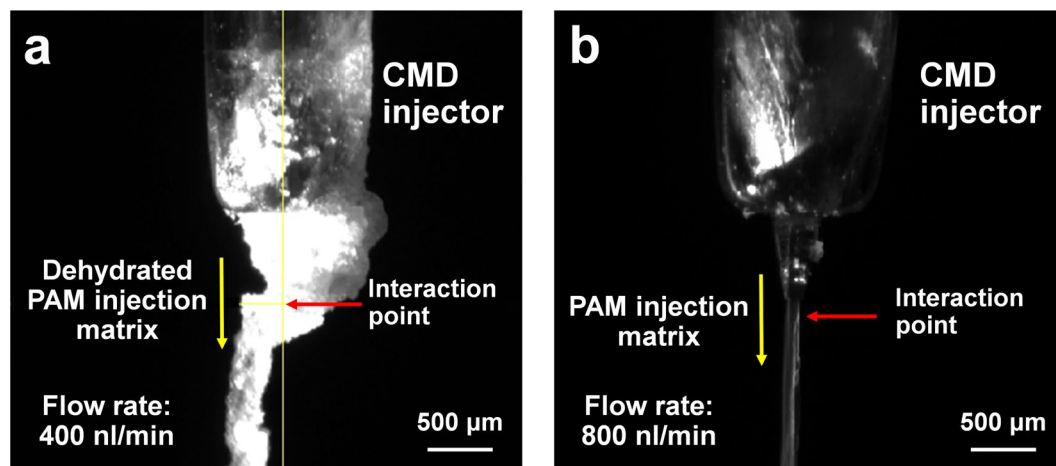 a
CMD
injector
Dehydrated
PAM injection
matrix
Interaction
point
Flow rate:
400 nl/min
500 µm
b
CMD
injector
PAM injection
matrix
Interaction
point
Flow rate:
800 nl/min
500 µm